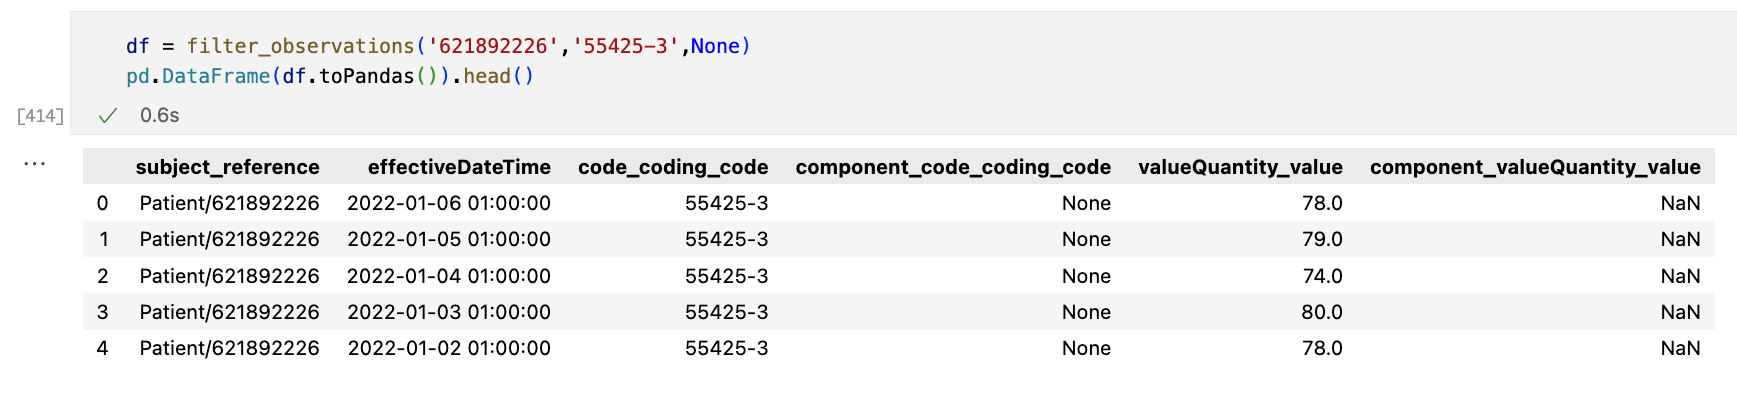 df = filter_observations('621892226','55425-3',None)
pd.DataFrame(df.toPandas()).head()
[414] ✓ 0.6s
...
subject_reference effectiveDateTime code_coding_code component_code_coding_code valueQuantity_value component_valueQuantity_value
0 Patient/621892226 2022-01-06 01:00:00 55425-3 None 78.0 NaN
1 Patient/621892226 2022-01-05 01:00:00 55425-3 None 79.0 NaN
2 Patient/621892226 2022-01-04 01:00:00 55425-3 None 74.0 NaN
3 Patient/621892226 2022-01-03 01:00:00 55425-3 None 80.0 NaN
4 Patient/621892226 2022-01-02 01:00:00 55425-3 None 78.0 NaN